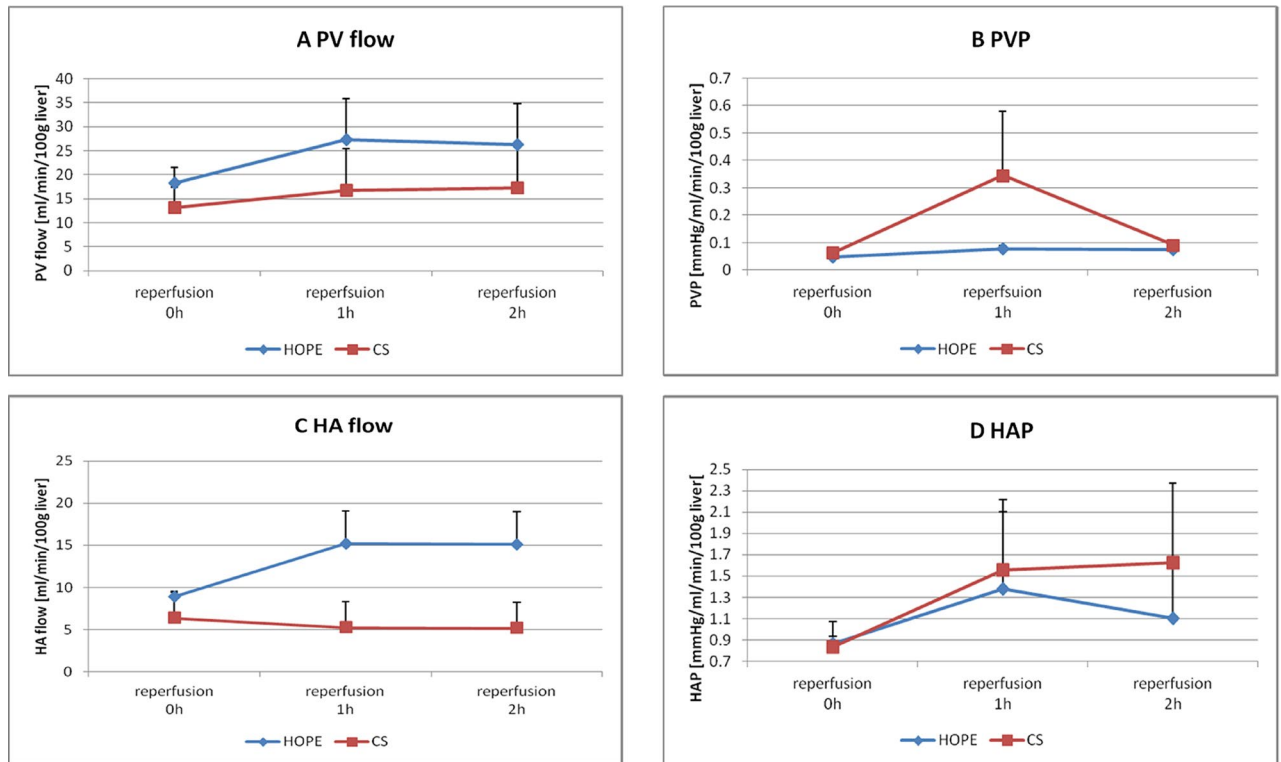 A PV flow
PV flow [ml/min/100g liver]
40
35
30
25
20
15
10
5
0
reperfusion
0h
reperfsuion
1h
reperfusion
2h
HOPE
CS
B PVP
PVP [mmHg/ml/min/100g liver]
0.7
0.6
0.5
0.4
0.3
0.2
0.1
0
reperfusion
0h
reperfsuion
1h
reperfusion
2h
HOPE
CS
C HA flow
HA flow [ml/min/100g liver]
25
20
15
10
5
0
reperfusion
0h
reperfusion
1h
reperfusion
2h
HOPE
CS
D HAP
HAP [mmHg/ml/min/100g liver[
2.5
2.3
2.1
1.9
1.7
1.5
1.3
1.1
0.9
0.7
reperfusion
0h
reperfusion
1h
reperfusion
2h
HOPE
CS